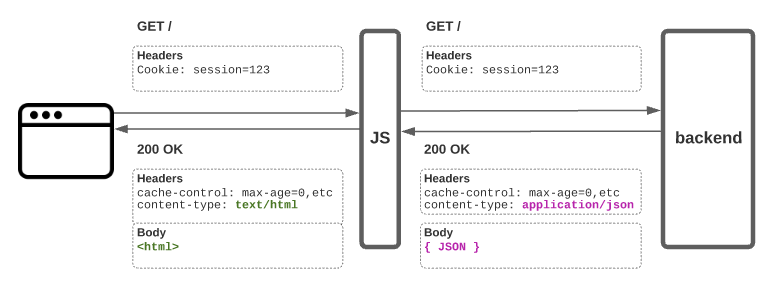 GET /
Headers
Cookie: session=123
200 OK
Headers
cache-control: max-age=0,etc
content-type: text/html
Body
<html>
JS
GET /
Headers
Cookie: session=123
200 OK
Headers
cache-control: max-age=0,etc
content-type: application/json
Body
{ JSON }
backend